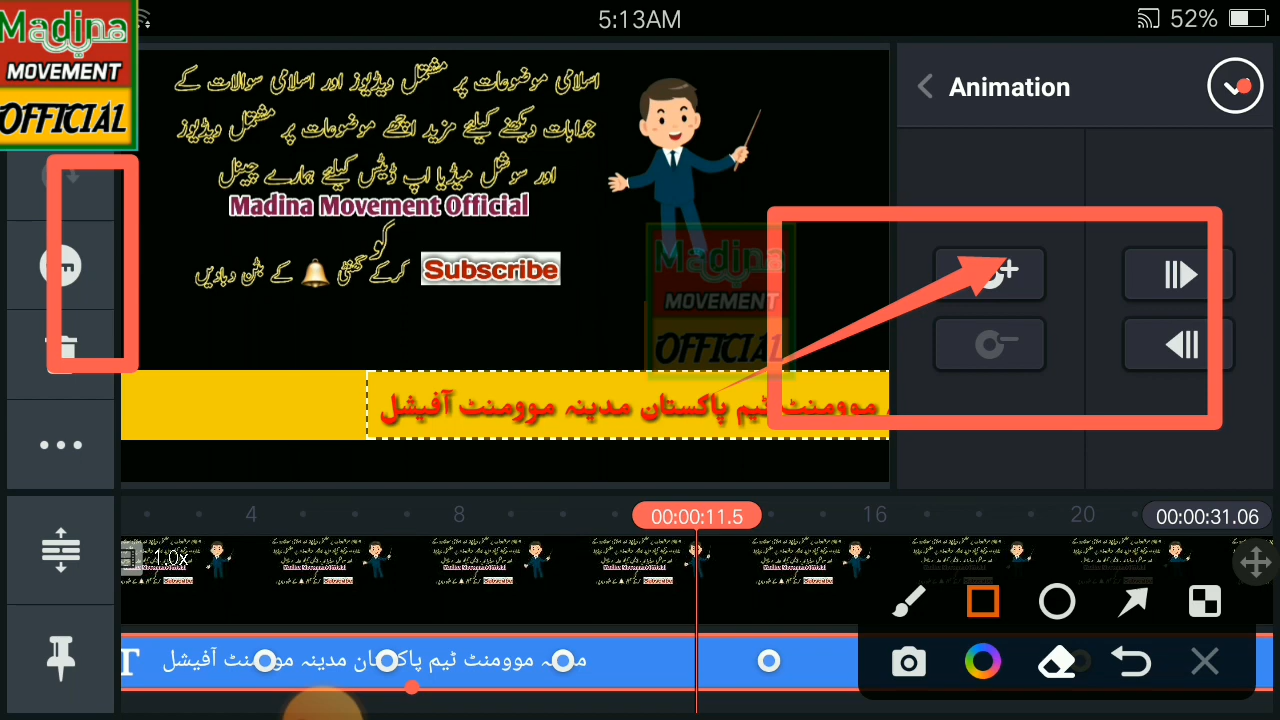 Madina
MOVEMENT
OFFICIAL
5:13AM
52%
Animation
اسلامی موضوعات پر مشتمل ویڈیوز اور اسلامی سوالات کے
جوابات دیکھنے کیلئے مزید اچھے موضوعات پر مشتمل ویڈیوز
اور سوشل میڈیا اپ ڈیٹس کیلئے ہمارے چینل
Madina Movement Official
کو
Subscribe کرکے گھنٹی 🔔 کے بٹن دبادیں
Madina
MOVEMENT
OFFICIAL
موومنٹ ٹیم پاکستان مدینہ موومنٹ آفیشل
4
8
00:00:11.5
16
20
00:00:31.06
1.0x
T
مدینہ موومنٹ ٹیم پاکستان مدینہ موومنٹ آفیشل